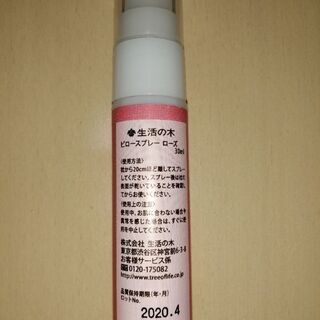 生活の木
ピロースプレー ローズ
30ml
〈使用方法〉
枕から20cmほど離してスプレー
してください。スプレー後は枕の
表面が乾いていることを確認し
てからお使いください。
〈使用上の注意〉
使用中、お肌に合わない場合や
異常を感じた場合は、すぐに使
用を中止してください。
株式会社 生活の木
東京都渋谷区神宮前6-3-8
お客様サービス係
0120-175082
http://www.treeoflife.co.jp
品質保持期限（年・月）
ロットNo.
2020.4